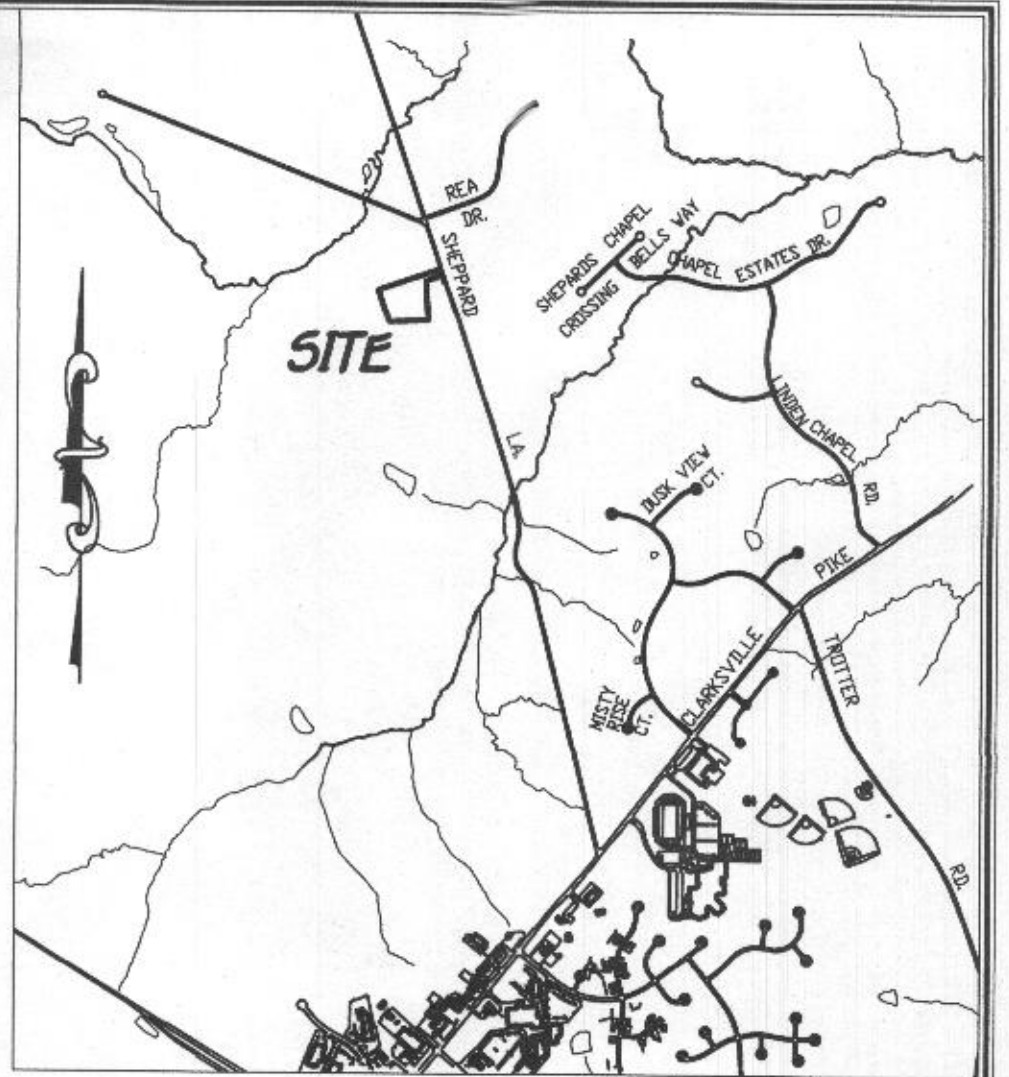 REA
DR.
SHEPPARD
LA.
SITE
SHEPARDS CHAPEL
CROSSING
BELLS WAY
CHAPEL ESTATES DR.
LINDEN CHAPEL
RD.
DUSK VIEW
CT.
CLARKSVILLE
PIKE
TROTTER
RD.
MISTY
RISE
CT.